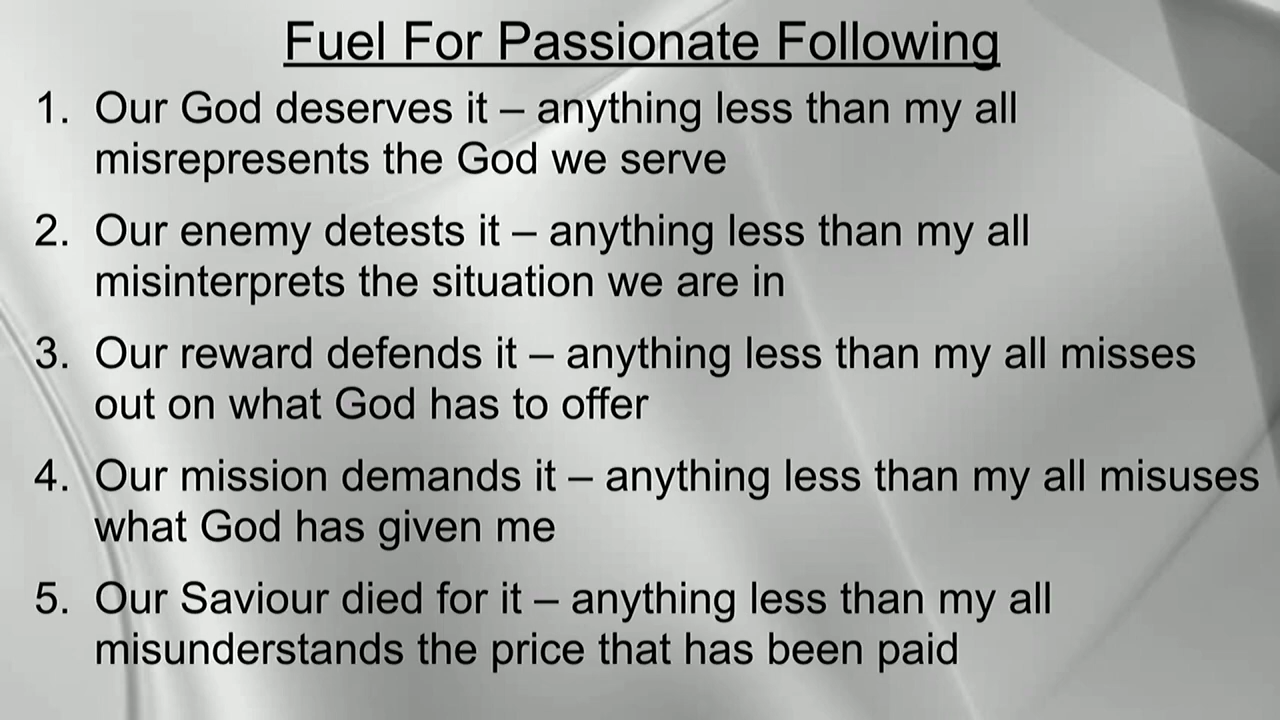 Fuel For Passionate Following
1. Our God deserves it – anything less than my all
misrepresents the God we serve
2. Our enemy detests it – anything less than my all
misinterprets the situation we are in
3. Our reward defends it – anything less than my all misses
out on what God has to offer
4. Our mission demands it – anything less than my all misuses
what God has given me
5. Our Saviour died for it – anything less than my all
misunderstands the price that has been paid